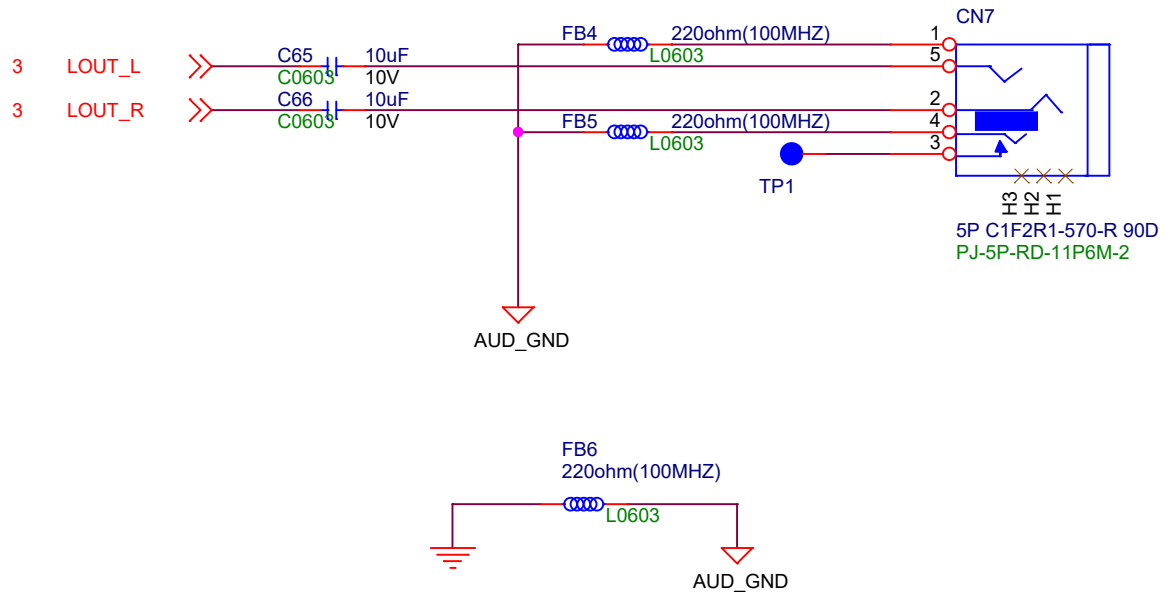 CN7
FB4 220ohm(100MHZ) 1
L0603
3 LOUT_L C65 10uF 5
C0603 10V
3 LOUT_R C66 10uF 2
C0603 10V
FB5 220ohm(100MHZ) 4
L0603 3
TP1
H3 H2 H1
5P C1F2R1-570-R 90D
PJ-5P-RD-11P6M-2
AUD_GND
FB6
220ohm(100MHZ)
L0603
AUD_GND